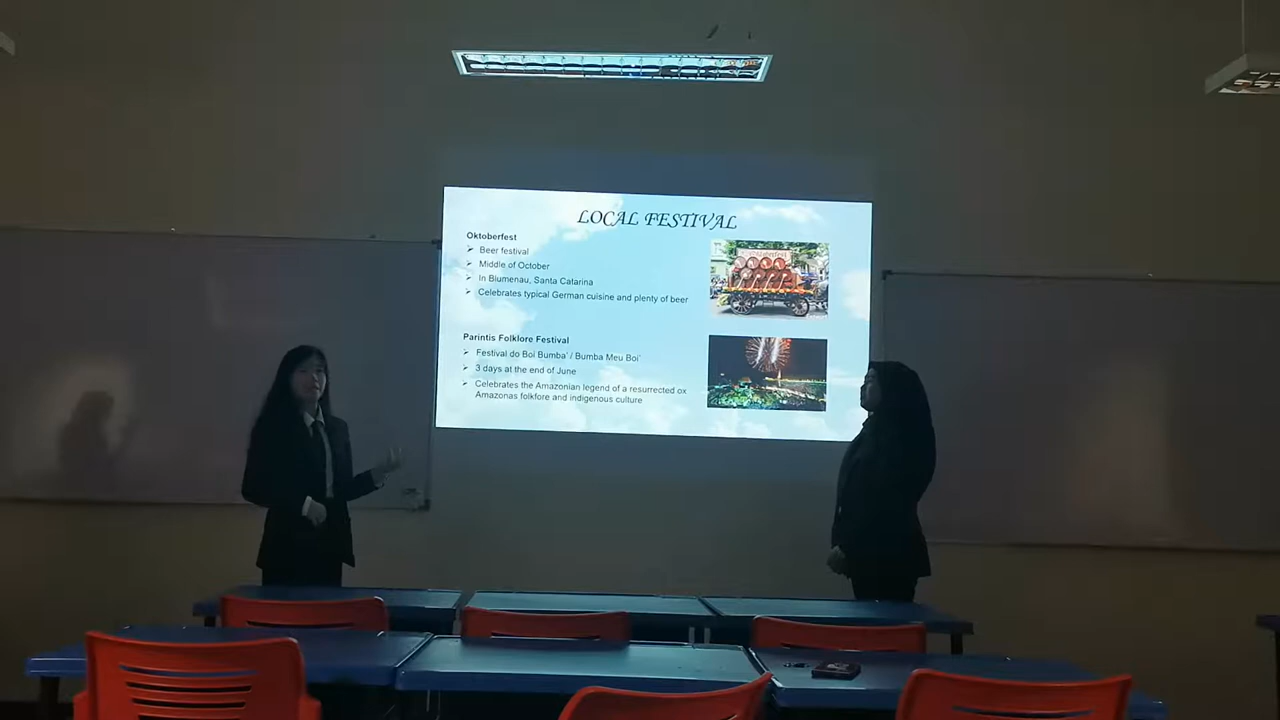 LOCAL FESTIVAL
Oktoberfest
➢ Beer festival
➢ Middle of October
➢ In Blumenau, Santa Catarina
➢ Celebrates typical German cuisine and plenty of beer
Parintis Folklore Festival
➢ Festival do Boi Bumba' / Bumba Meu Boi'
➢ 3 days at the end of June
➢ Celebrates the Amazonian legend of a resurrected ox
Amazonas folklore and indigenous culture